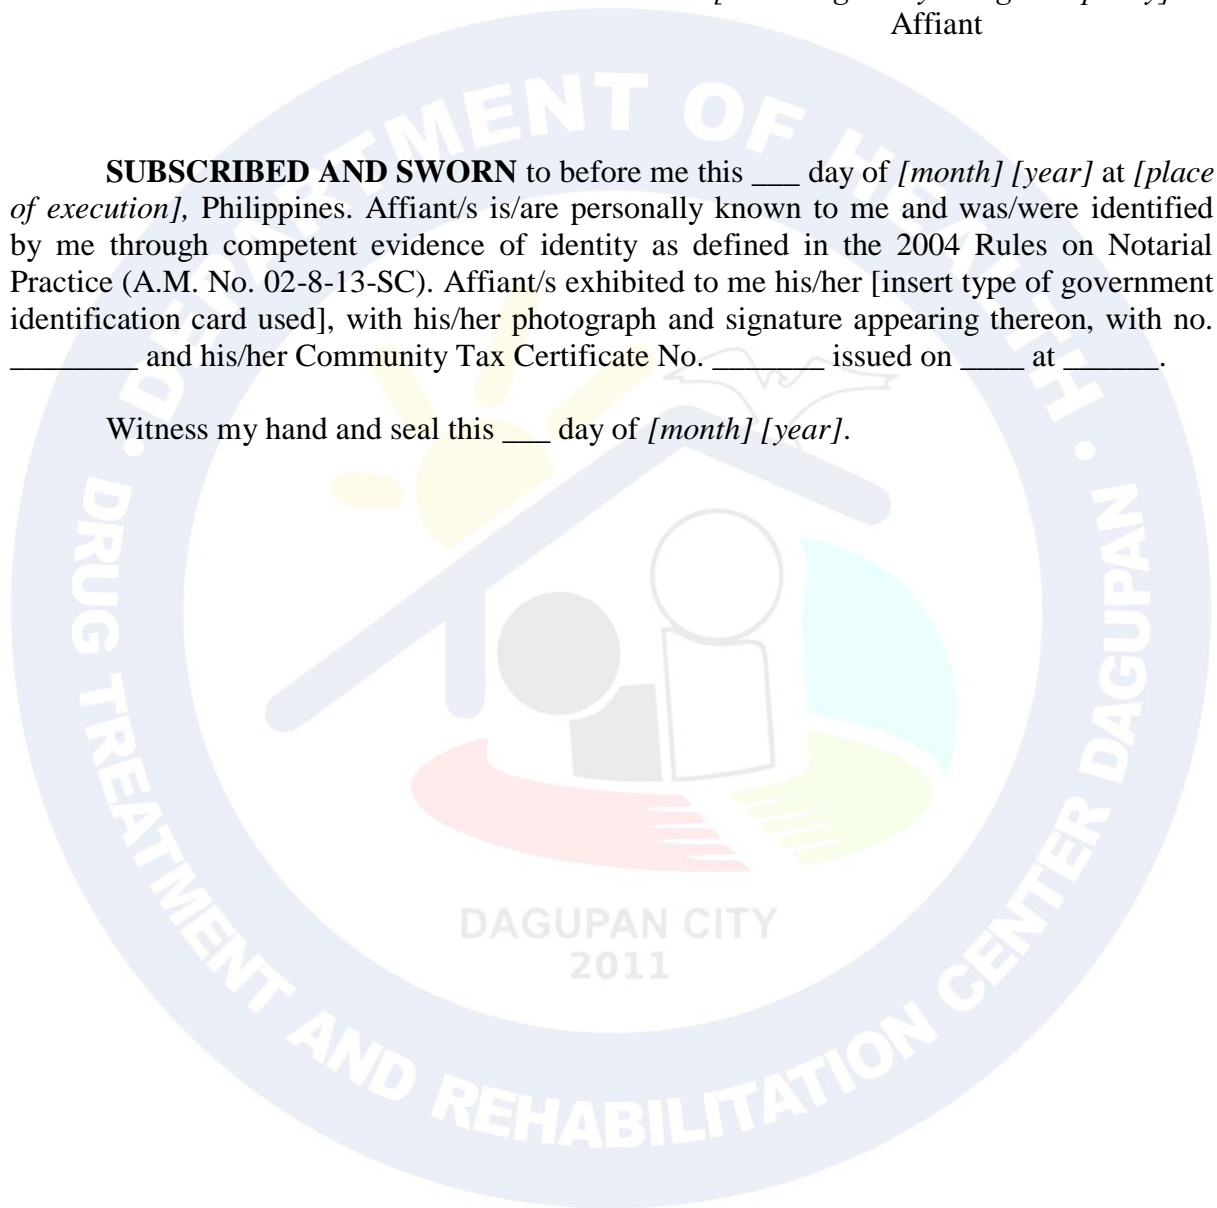 Affiant
SUBSCRIBED AND SWORN to before me this ___ day of [month] [year] at [place
of execution], Philippines. Affiant/s is/are personally known to me and was/were identified
by me through competent evidence of identity as defined in the 2004 Rules on Notarial
Practice (A.M. No. 02-8-13-SC). Affiant/s exhibited to me his/her [insert type of government
identification card used], with his/her photograph and signature appearing thereon, with no.
________ and his/her Community Tax Certificate No. _______ issued on ____ at ______.
Witness my hand and seal this ___ day of [month] [year].
• DEPARTMENT OF HEALTH •
DRUG TREATMENT AND REHABILITATION CENTER DAGUPAN
DAGUPAN CITY
2011